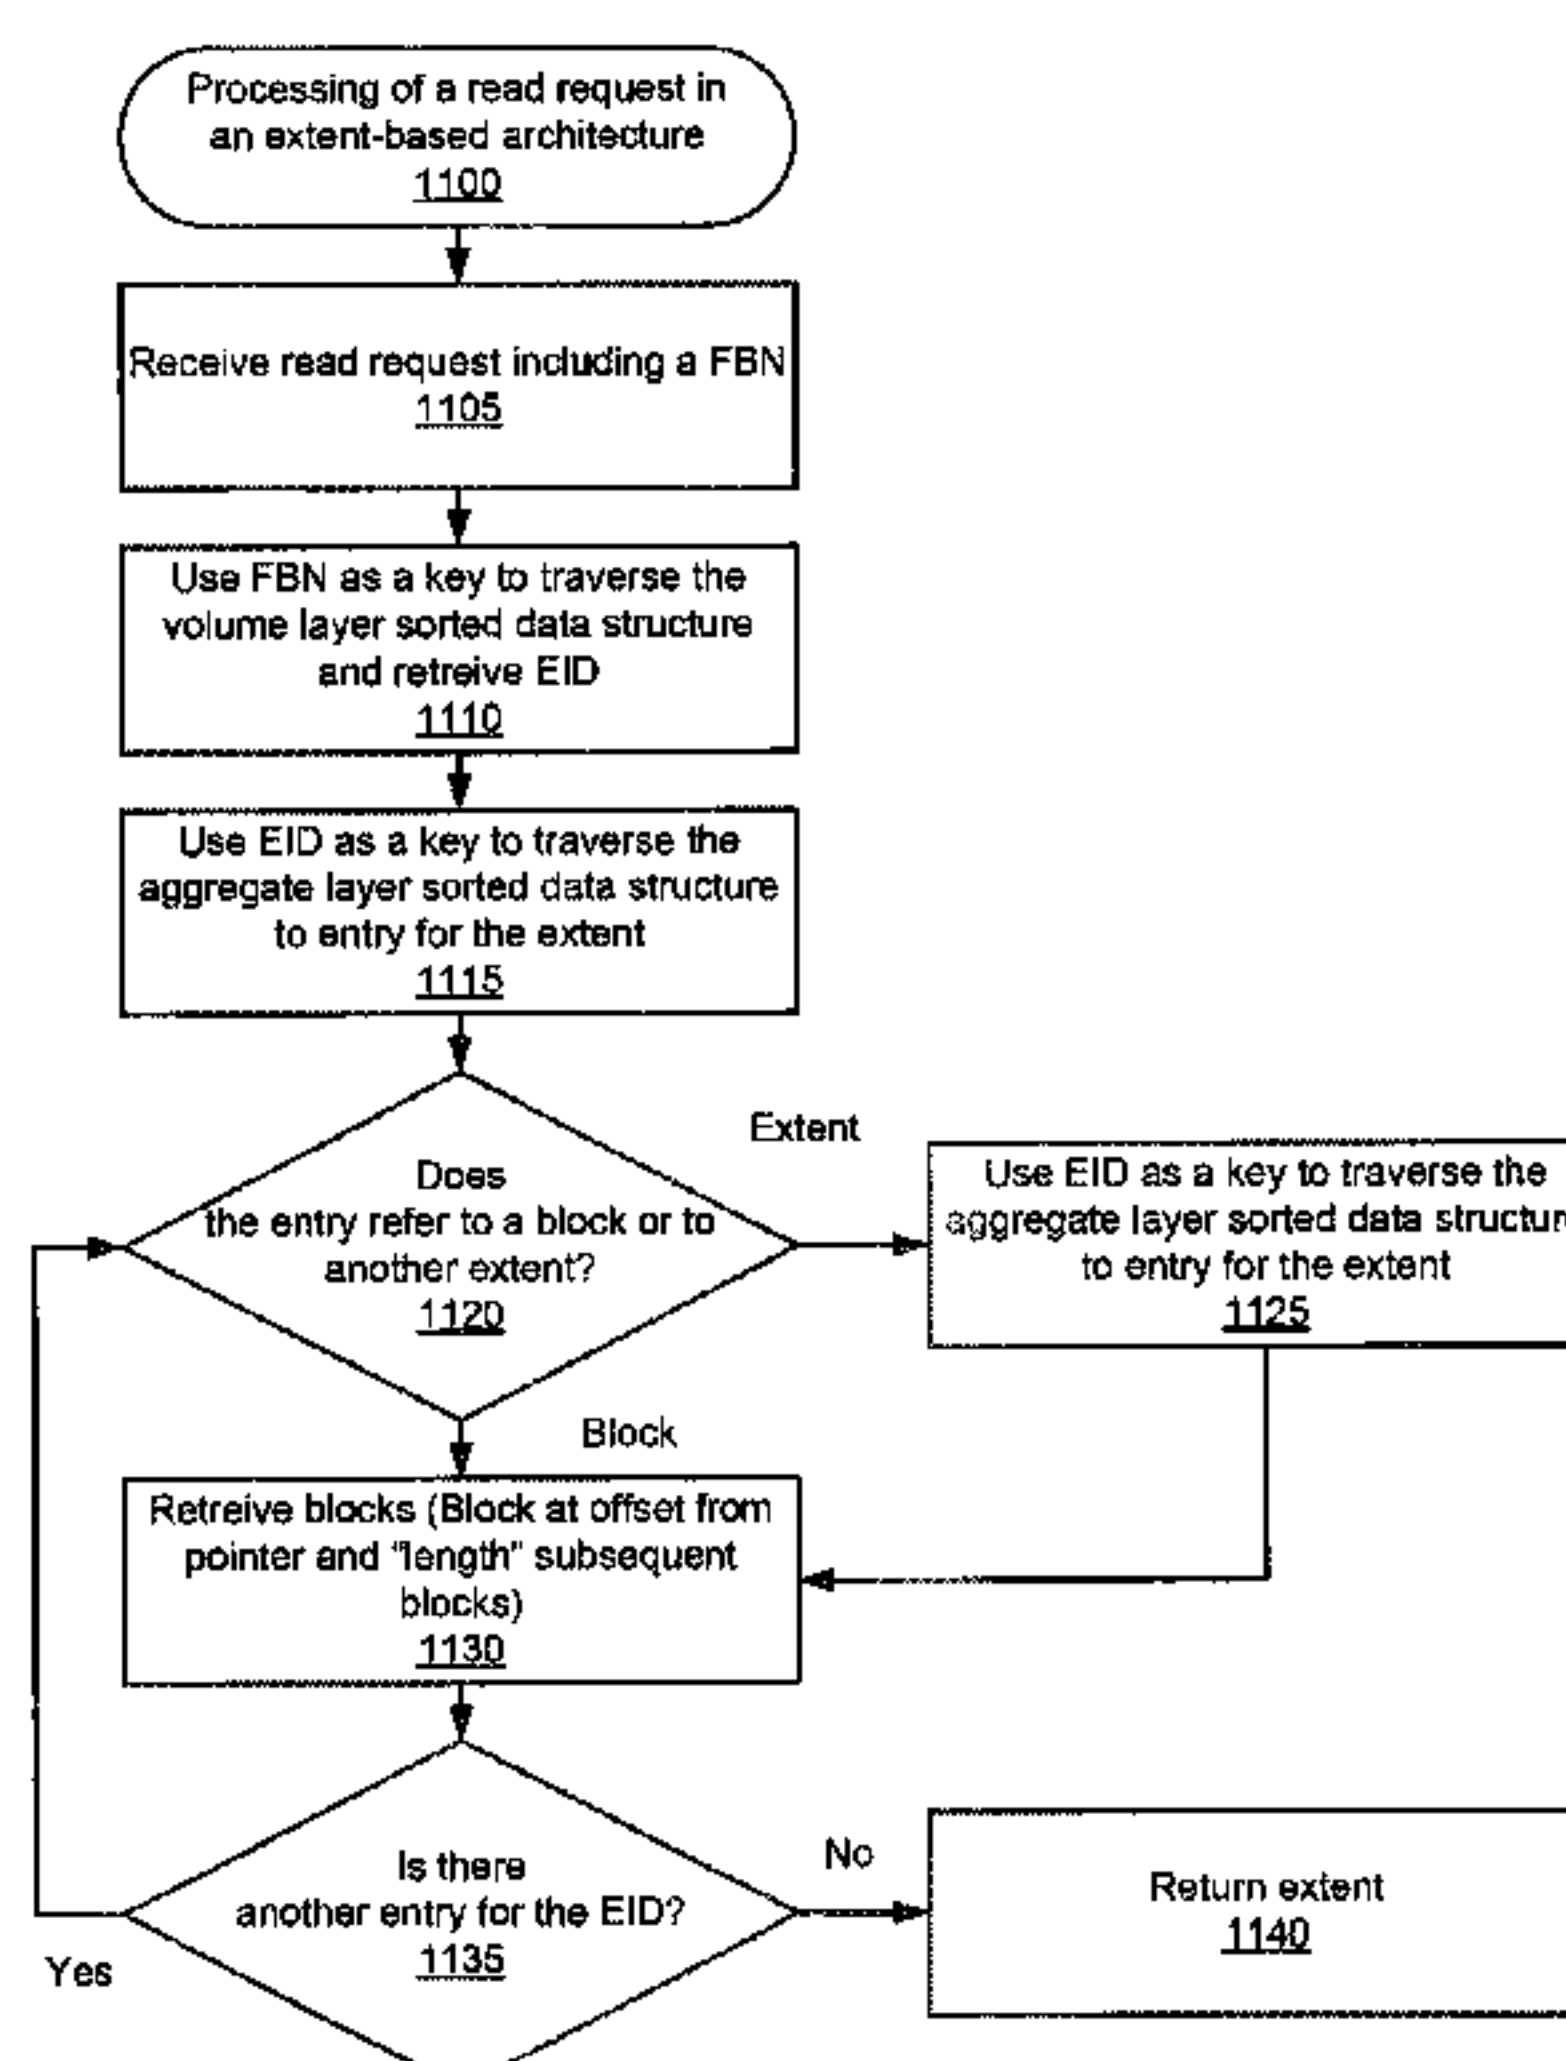 Processing of a read request in
an extent-based architecture
1100
Receive read request including a FBN
1105
Use FBN as a key to traverse the
volume layer sorted data structure
and retreive EID
1110
Use EID as a key to traverse the
aggregate layer sorted data structure
to entry for the extent
1115
Does
the entry refer to a block or to
another extent?
1120
Extent
Use EID as a key to traverse the
aggregate layer sorted data structur
to entry for the extent
1125
Block
Retreive blocks (Block at offset from
pointer and "length" subsequent
blocks)
1130
Is there
another entry for the EID?
1135
Yes
No
Return extent
1140